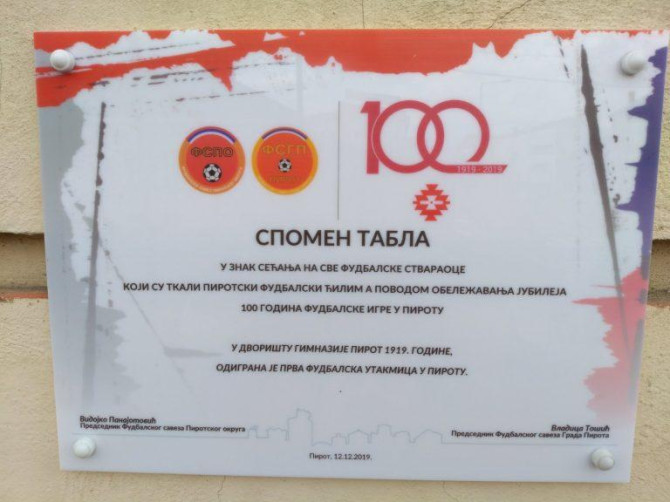 ФСПО
ФСГП
100
1919 - 2019
СПОМЕН ТАБЛА
У ЗНАК СЕЋАЊА НА СВЕ ФУДБАЛСКЕ СТВАРАОЦЕ
КОЈИ СУ ТКАЛИ ПИРОТСКИ ФУДБАЛСКИ ЋИЛИМ А ПОВОДОМ ОБЕЛЕЖАВАЊА ЈУБИЛЕЈА
100 ГОДИНА ФУДБАЛСКЕ ИГРЕ У ПИРОТУ
У ДВОРИШТУ ГИМНАЗИЈЕ ПИРОТ 1919. ГОДИНЕ,
ОДИГРАНА ЈЕ ПРВА ФУДБАЛСКА УТАКМИЦА У ПИРОТУ.
Видојко Панајотовић
Председник Фудбалског савеза Пиротског округа
Владица Тошић
Председник Фудбалског савеза Града Пирота
Пирот, 12.12.2019.